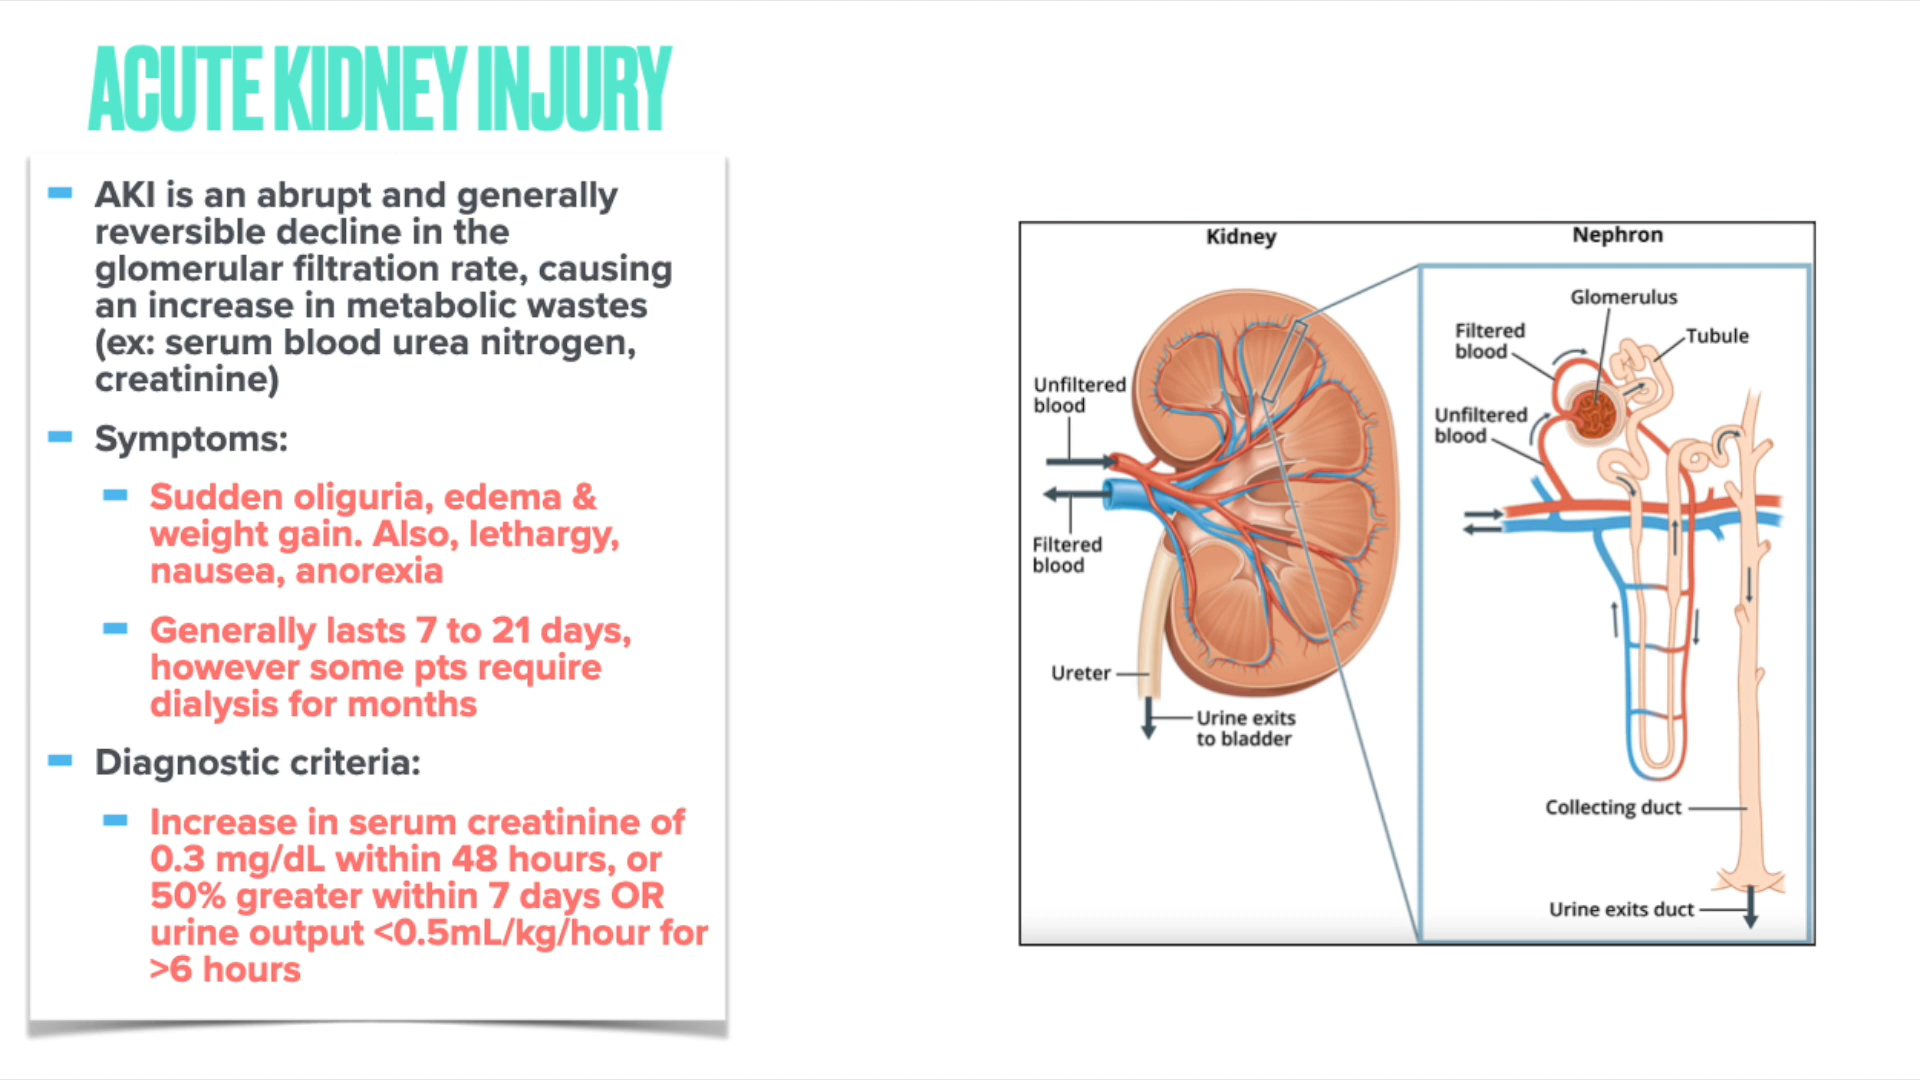 ACUTE KIDNEY INJURY
AKI is an abrupt and generally
reversible decline in the
glomerular filtration rate, causing
an increase in metabolic wastes
(ex: serum blood urea nitrogen,
creatinine)
Symptoms:
Sudden oliguria, edema &
weight gain. Also, lethargy,
nausea, anorexia
Generally lasts 7 to 21 days,
however some pts require
dialysis for months
Diagnostic criteria:
Increase in serum creatinine of
0.3 mg/dL within 48 hours, or
50% greater within 7 days OR
urine output <0.5mL/kg/hour for
>6 hours
Kidney
Unfiltered
blood
Filtered
blood
Ureter
Urine exits
to bladder
Nephron
Glomerulus
Filtered
blood
Tubule
Unfiltered
blood
Collecting duct
Urine exits duct